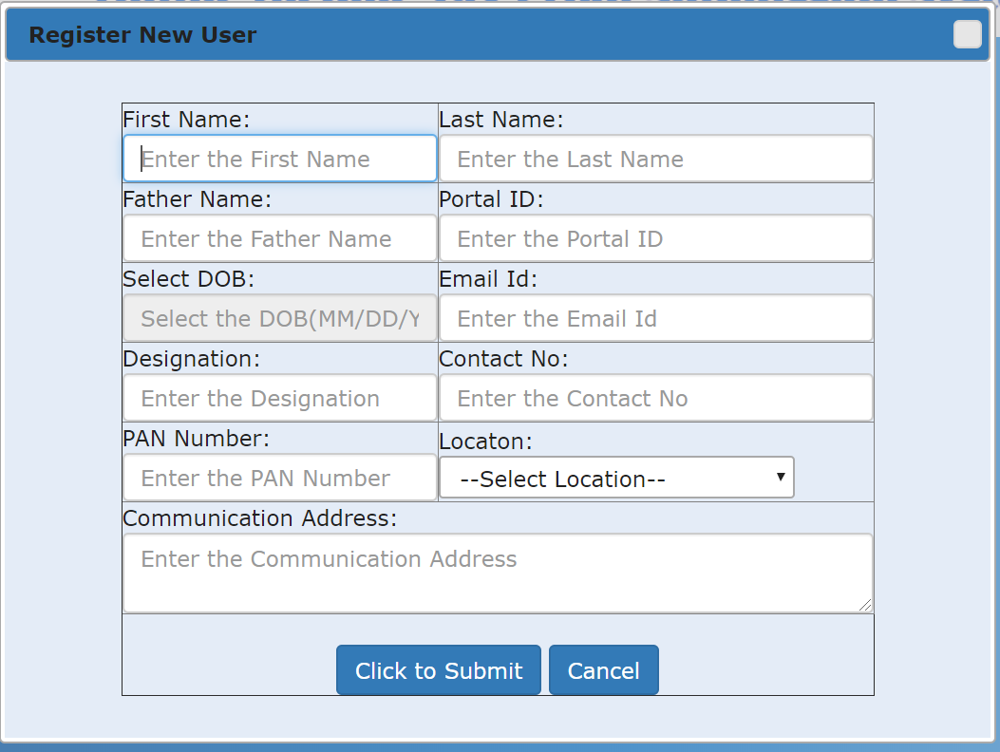 Register New User
First Name: Last Name:
Enter the First Name Enter the Last Name
Father Name: Portal ID:
Enter the Father Name Enter the Portal ID
Select DOB: Email Id:
Select the DOB(MM/DD/Y Enter the Email Id
Designation: Contact No:
Enter the Designation Enter the Contact No
PAN Number: Locaton:
Enter the PAN Number --Select Location--
Communication Address:
Enter the Communication Address
Click to Submit Cancel